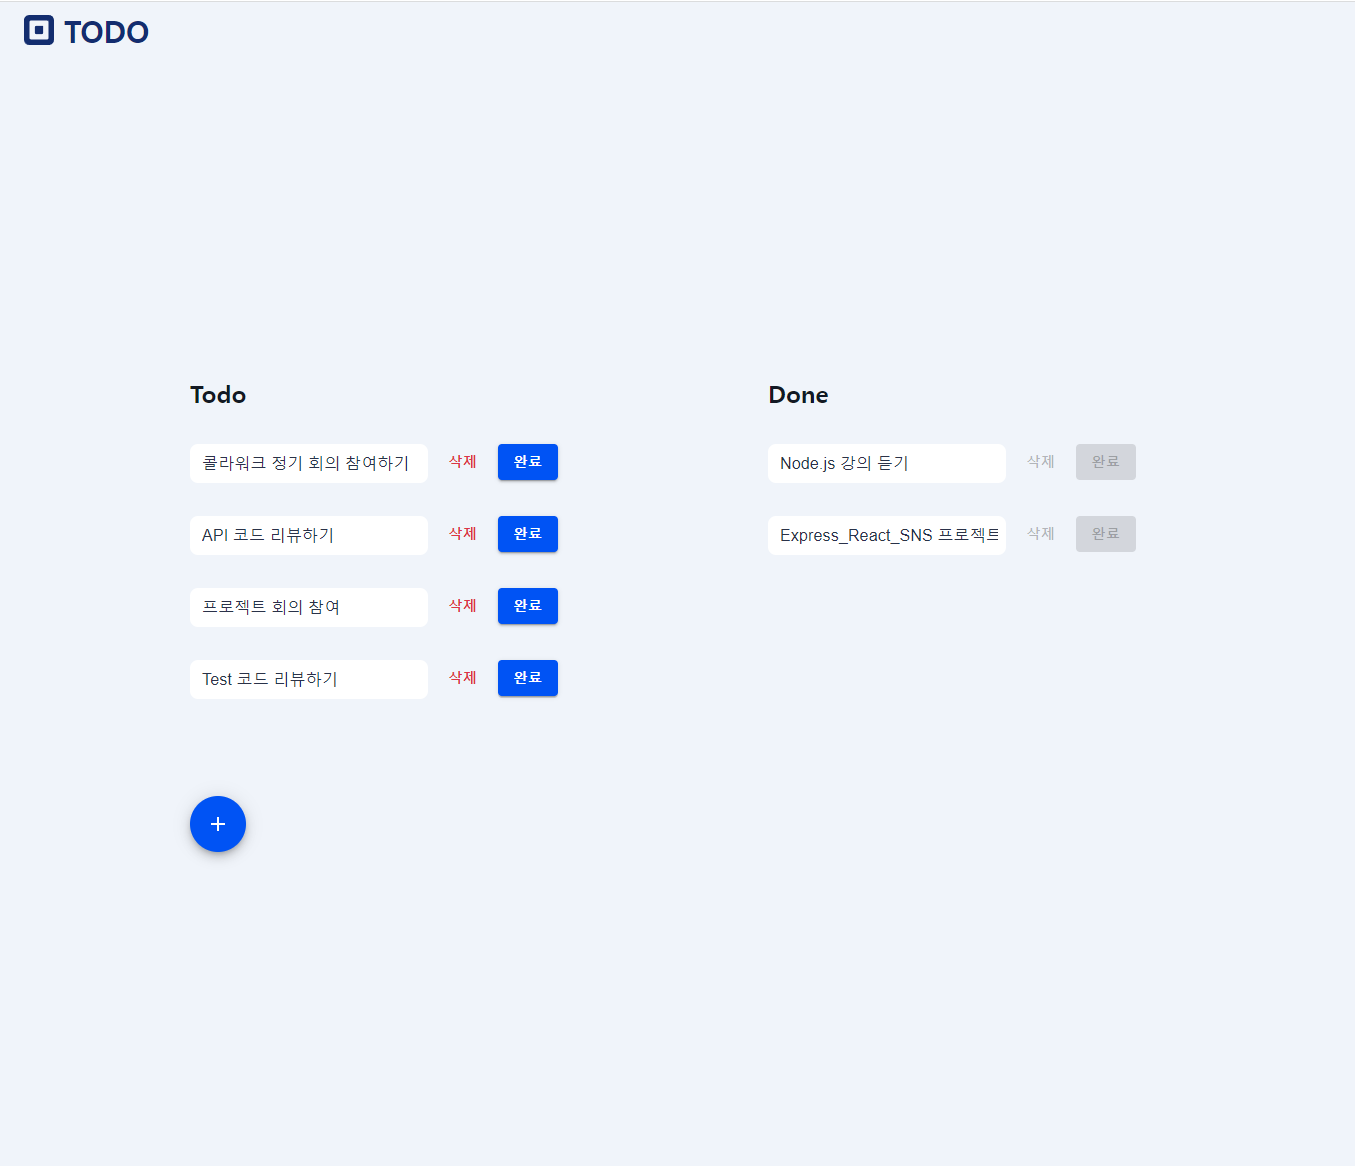 TODO
Todo
콜라워크 정기 회의 참여하기 삭제 완료
API 코드 리뷰하기 삭제 완료
프로젝트 회의 참여 삭제 완료
Test 코드 리뷰하기 삭제 완료
+
Done
Node.js 강의 듣기 삭제 완료
Express_React_SNS 프로젝트 삭제 완료